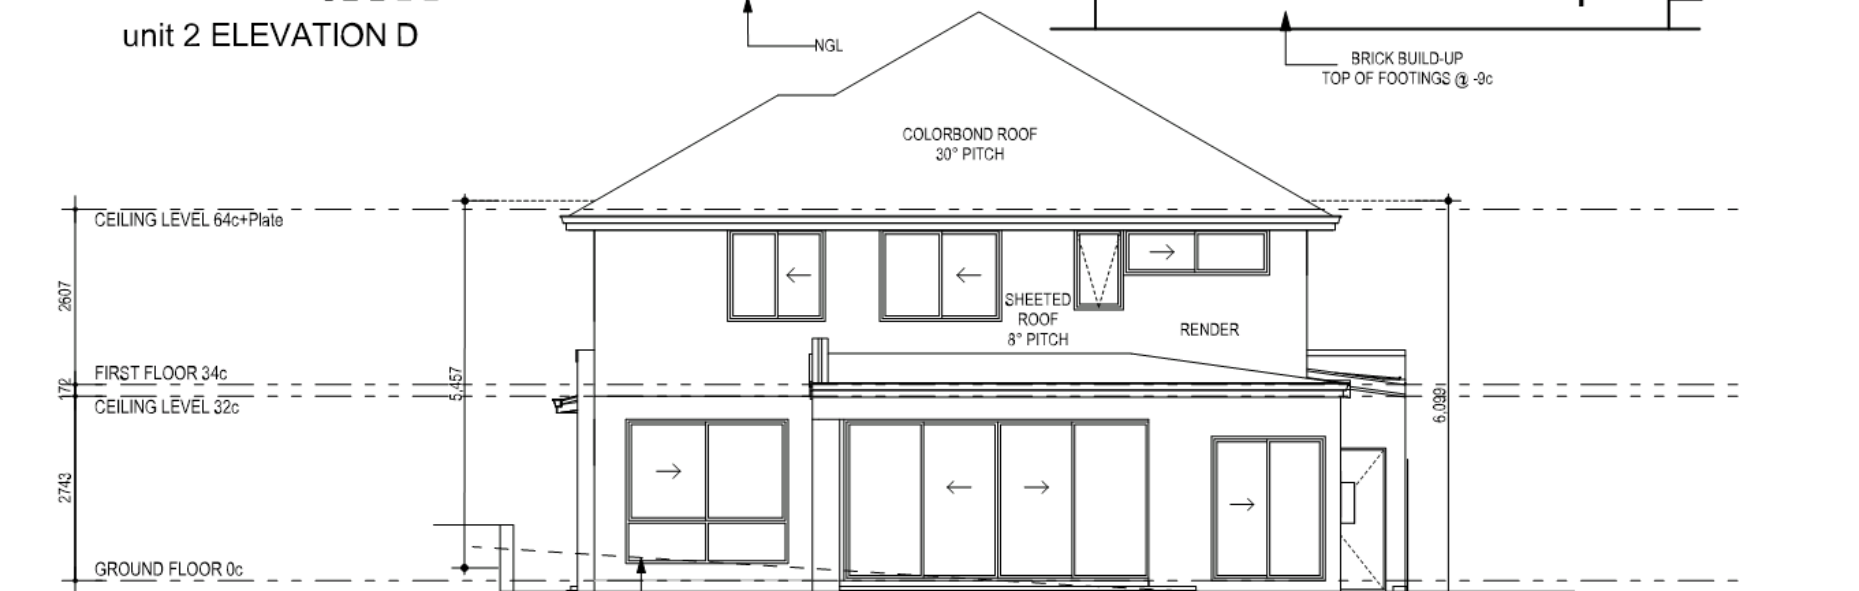 unit 2 ELEVATION D
NGL
BRICK BUILD-UP
TOP OF FOOTINGS @ -9c
COLORBOND ROOF
30° PITCH
CEILING LEVEL 64c+Plate
2607
SHEETED
ROOF
8° PITCH
RENDER
FIRST FLOOR 34c
172
CEILING LEVEL 32c
5,457
6,099
2743
GROUND FLOOR 0c